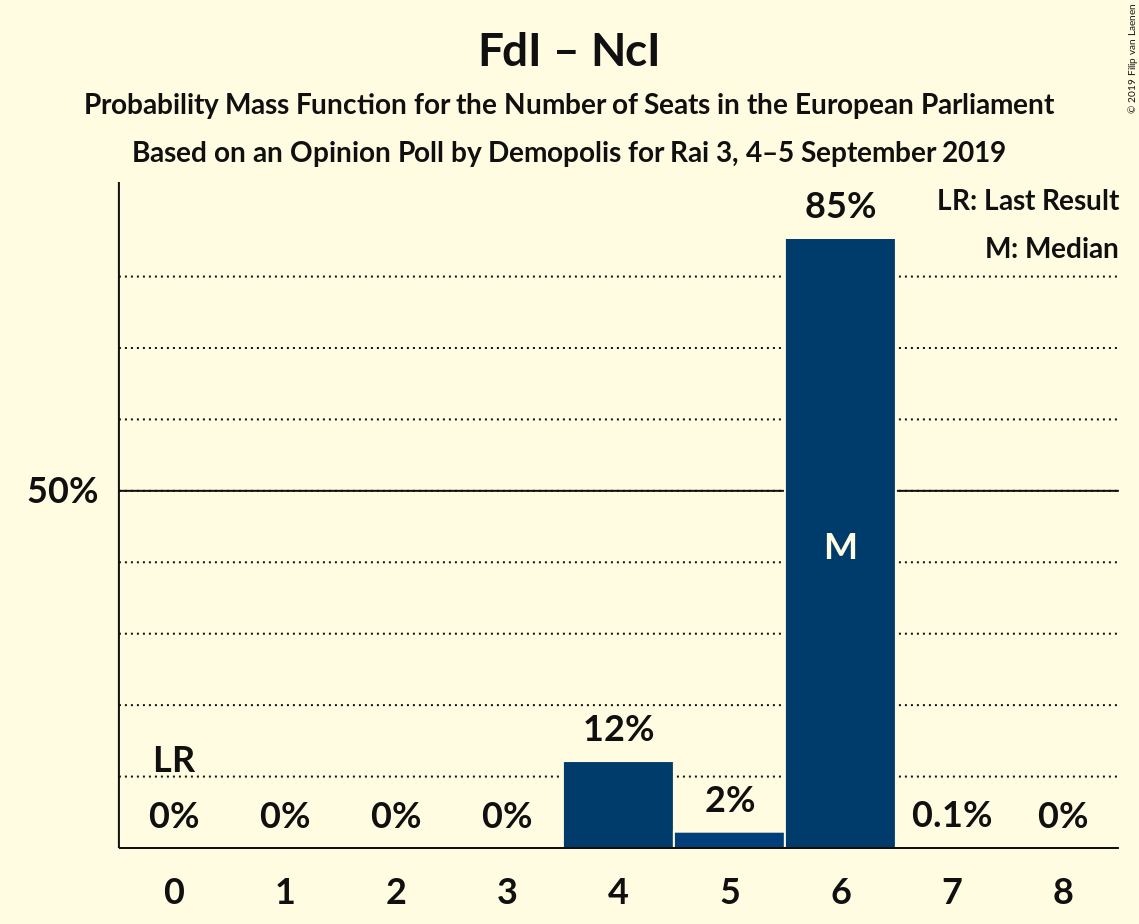 FdI – NcI
Probability Mass Function for the Number of Seats in the European Parliament
Based on an Opinion Poll by Demopolis for Rai 3, 4–5 September 2019
© 2019 Filip van Laenen
LR: Last Result
M: Median
85%
50%
M
12%
LR
2%
0% 0% 0% 0% 0.1% 0%
0 1 2 3 4 5 6 7 8